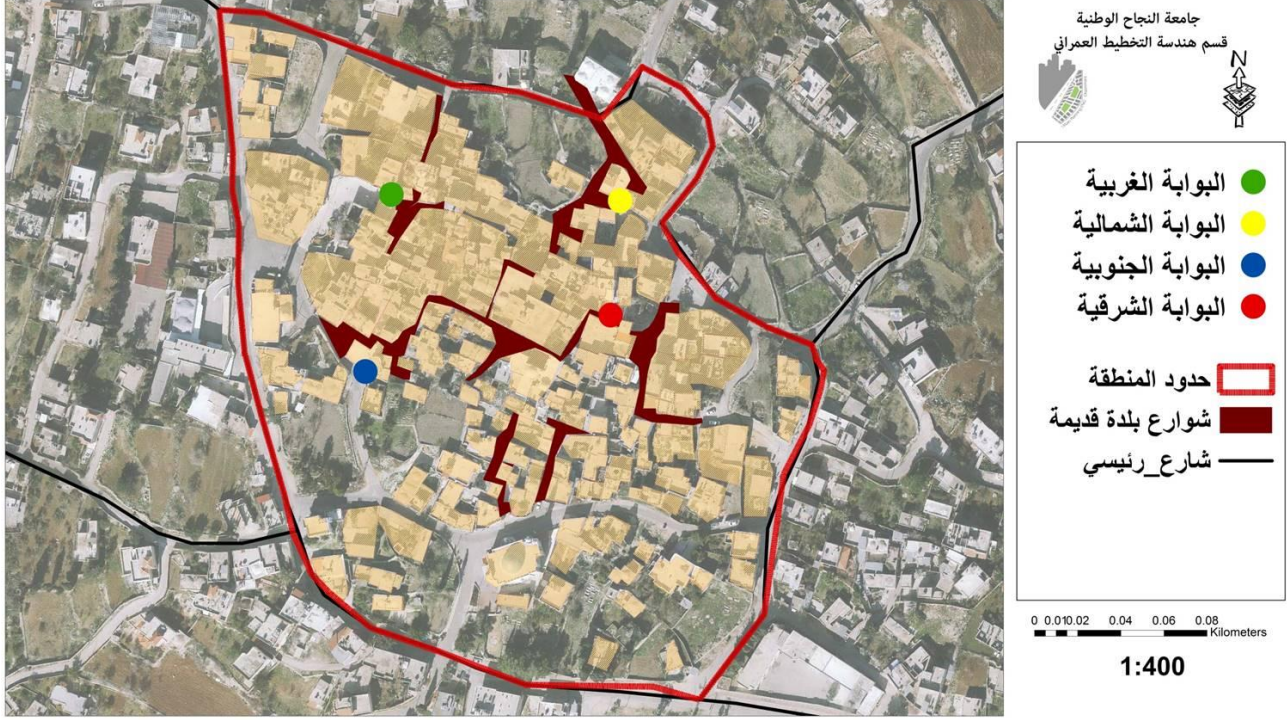 جامعة النجاح الوطنية
قسم هندسة التخطيط العمراني
N
البوابة الغربية
البوابة الشمالية
البوابة الجنوبية
البوابة الشرقية
حدود المنطقة
شوارع بلدة قديمة
شارع_رئيسي
0 0.010.02 0.04 0.06 0.08
Kilometers
1:400